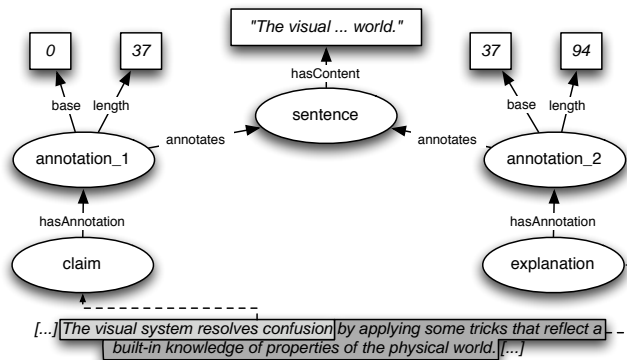 "The visual ... world."
0 37 37 94
hasContent
base length base length
sentence
annotates annotates
annotation_1 annotation_2
hasAnnotation hasAnnotation
claim explanation
[...] The visual system resolves confusion by applying some tricks that reflect a
built-in knowledge of properties of the physical world. [...]